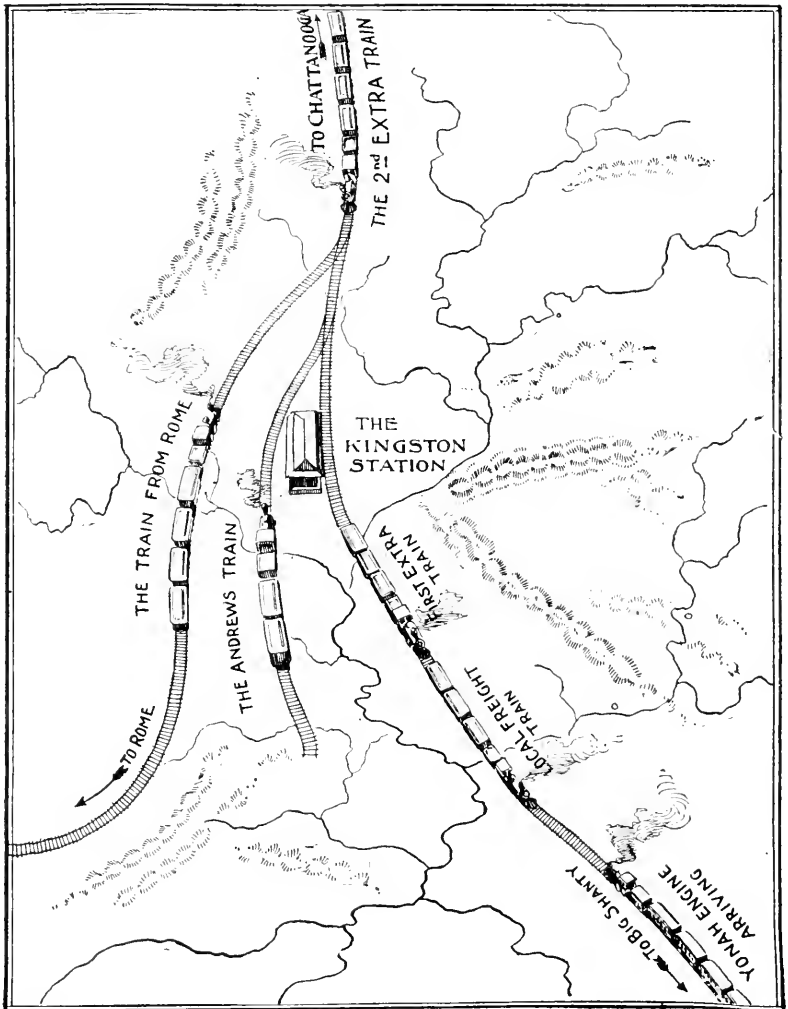 TO CHATTANOOGA
THE 2nd EXTRA TRAIN
THE
KINGSTON
STATION
THE TRAIN FROM ROME
THE ANDREWS TRAIN
FIRST EXTRA
TRAIN
LOCAL FREIGHT
TRAIN
TO ROME
TO BIG SHANTY
YONAH ENGINE
ARRIVING